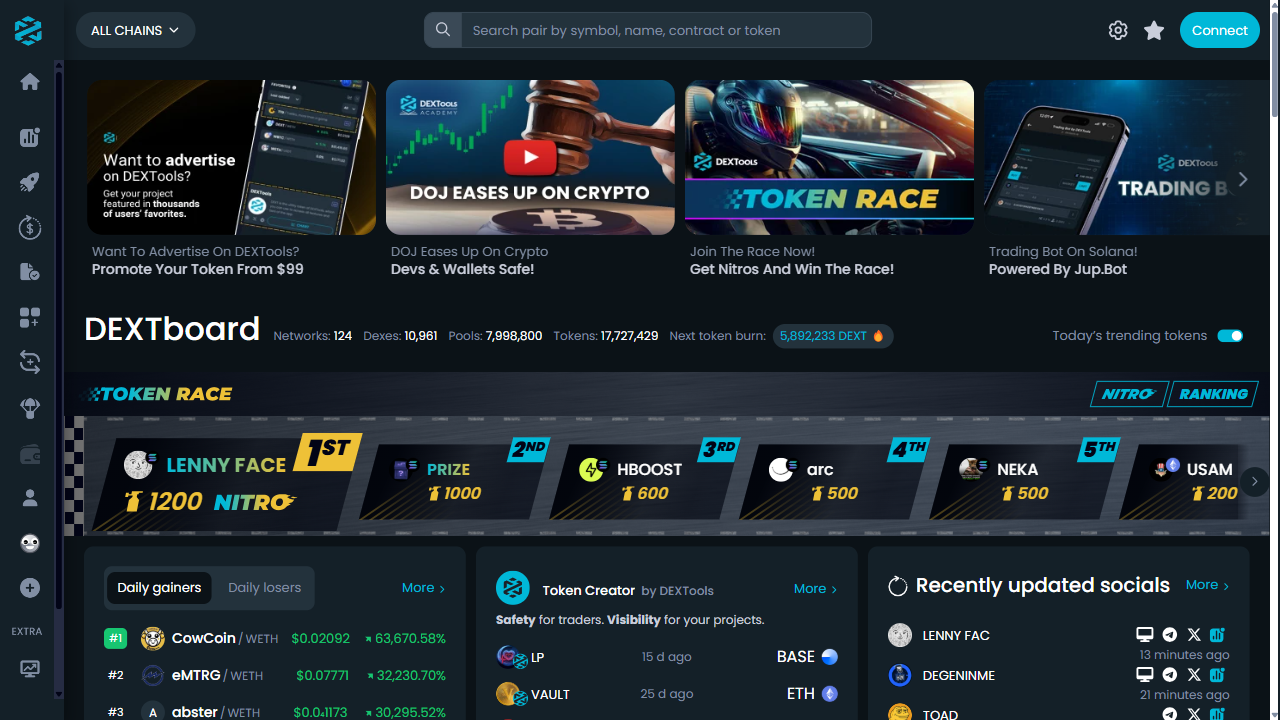 ALL CHAINS
Search pair by symbol, name, contract or token
Connect
Want to advertise
on DEXTools?
Get your project
featured in thousands
of users' favorites.
DEXTools
ACADEMY
DOJ EASES UP ON CRYPTO
DEXTools
TOKEN RACE
DEXTools
TRADING B
Want To Advertise On DEXTools?
Promote Your Token From $99
DOJ Eases Up On Crypto
Devs & Wallets Safe!
Join The Race Now!
Get Nitros And Win The Race!
Trading Bot On Solana!
Powered By Jup.Bot
DEXTboard
Networks: 124 Dexes: 10,961 Pools: 7,998,800 Tokens: 17,727,429 Next token burn: 5,892,233 DEXT
Today's trending tokens
TOKEN RACE
NITRO
RANKING
LENNY FACE 1ST
1200 NITRO
PRIZE 2ND
1000
HBOOST 3RD
600
arc 4TH
500
NEKA 5TH
500
USAM
200
Daily gainers
Daily losers
More
#1 CowCoin / WETH $0.02092 63,670.58%
#2 eMTRG / WETH $0.07771 32,230.70%
#3 A abster / WETH $0.0₄1173 30,295.52%
Token Creator by DEXTools
More
Safety for traders. Visibility for your projects.
LP 15 d ago BASE
VAULT 25 d ago ETH
Recently updated socials
More
LENNY FAC
13 minutes ago
DEGENINME
21 minutes ago
TOAD
EXTRA